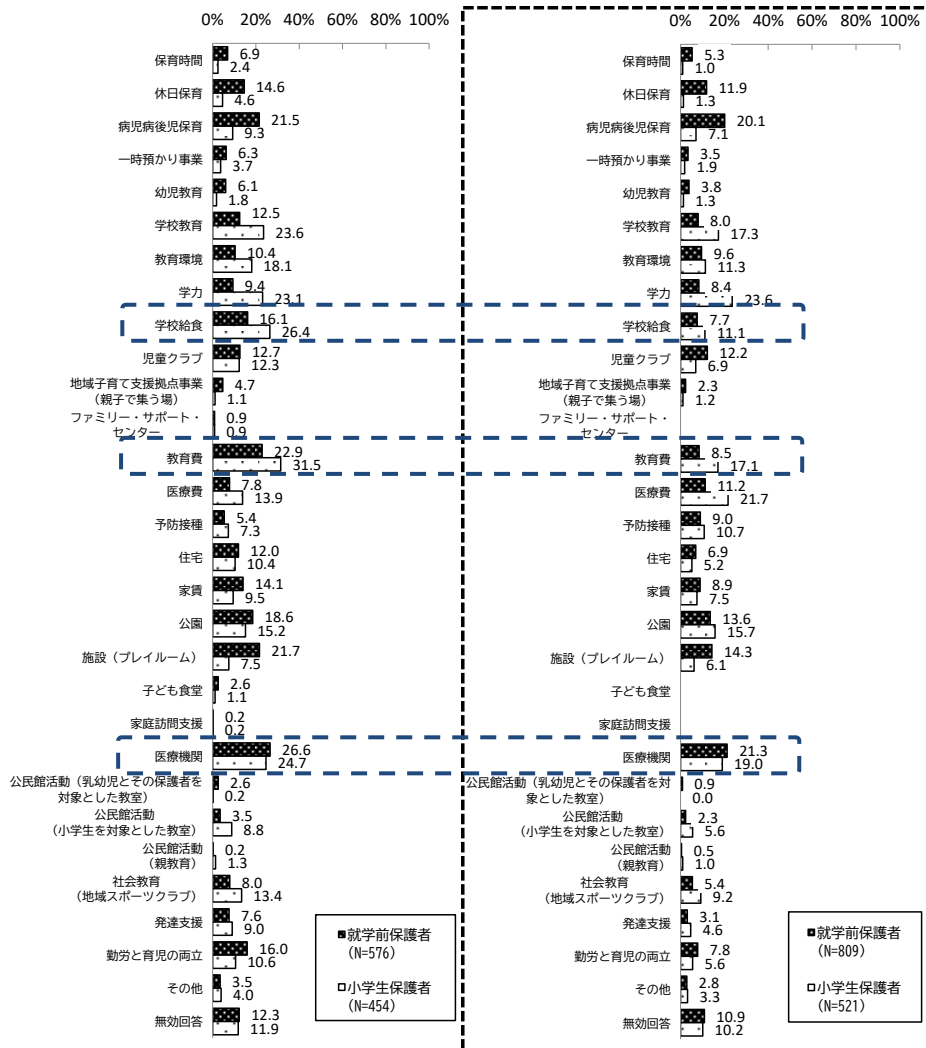 0% 20% 40% 60% 80% 100%
保育時間 6.9
2.4
休日保育 14.6
4.6
病児病後児保育 21.5
9.3
一時預かり事業 6.3
3.7
幼児教育 6.1
1.8
学校教育 12.5
23.6
教育環境 10.4
18.1
学力 9.4
23.1
学校給食 16.1
26.4
児童クラブ 12.7
12.3
地域子育て支援拠点事業 4.7
(親子で集う場) 1.1
ファミリー・サポート・ 0.9
センター 0.9
教育費 22.9
31.5
医療費 7.8
13.9
予防接種 5.4
7.3
住宅 12.0
10.4
家賃 14.1
9.5
公園 18.6
15.2
施設(プレイルーム) 21.7
7.5
子ども食堂 2.6
1.1
家庭訪問支援 0.2
0.2
医療機関 26.6
24.7
公民館活動(乳幼児とその保護者を 2.6
対象とした教室) 0.2
公民館活動 3.5
(小学生を対象とした教室) 8.8
公民館活動 0.2
(親教育) 1.3
社会教育 8.0
(地域スポーツクラブ) 13.4
発達支援 7.6
9.0
勤労と育児の両立 16.0
10.6
その他 3.5
4.0
無効回答 12.3
11.9
就学前保護者
(N=576)
小学生保護者
(N=454)
0% 20% 40% 60% 80% 100%
保育時間 5.3
1.0
休日保育 11.9
1.3
病児病後児保育 20.1
7.1
一時預かり事業 3.5
1.9
幼児教育 3.8
1.3
学校教育 8.0
17.3
教育環境 9.6
11.3
学力 8.4
23.6
学校給食 7.7
11.1
児童クラブ 12.2
6.9
地域子育て支援拠点事業 2.3
(親子で集う場) 1.2
ファミリー・サポート・
センター
教育費 8.5
17.1
医療費 11.2
21.7
予防接種 9.0
10.7
住宅 6.9
5.2
家賃 8.9
7.5
公園 13.6
15.7
施設(プレイルーム) 14.3
6.1
子ども食堂
家庭訪問支援
医療機関 21.3
19.0
公民館活動(乳幼児とその保護者を対 0.9
象とした教室) 0.0
公民館活動 2.3
(小学生を対象とした教室) 5.6
公民館活動 0.5
(親教育) 1.0
社会教育 5.4
(地域スポーツクラブ) 9.2
発達支援 3.1
4.6
勤労と育児の両立 7.8
5.6
その他 2.8
3.3
無効回答 10.9
10.2
就学前保護者
(N=809)
小学生保護者
(N=521)